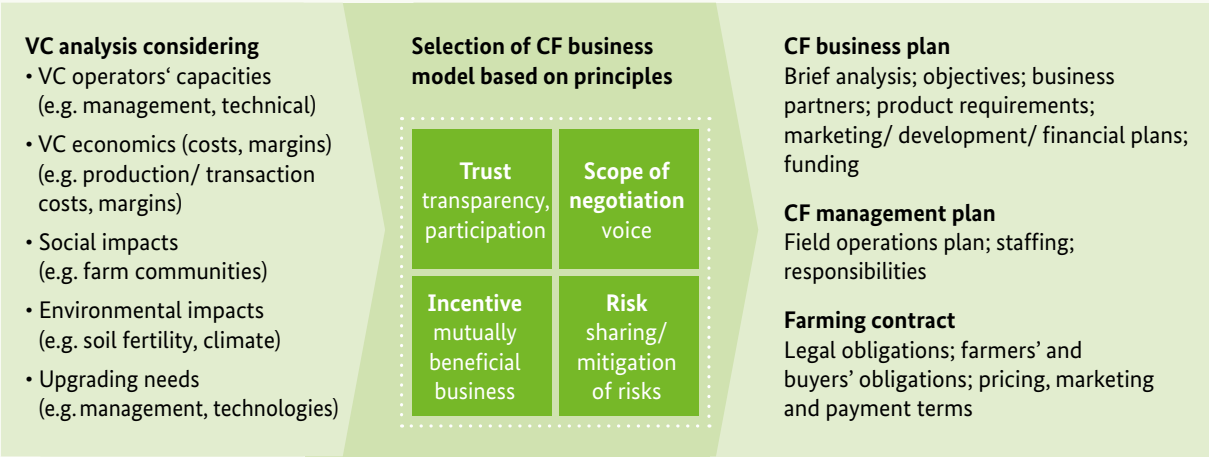 VC analysis considering
• VC operators‘ capacities
(e.g. management, technical)
• VC economics (costs, margins)
(e.g. production/ transaction
costs, margins)
• Social impacts
(e.g. farm communities)
• Environmental impacts
(e.g. soil fertility, climate)
• Upgrading needs
(e.g. management, technologies)
Selection of CF business
model based on principles
Trust
transparency,
participation
Scope of
negotiation
voice
Incentive
mutually
beneficial
business
Risk
sharing/
mitigation
of risks
CF business plan
Brief analysis; objectives; business
partners; product requirements;
marketing/ development/ financial plans;
funding
CF management plan
Field operations plan; staffing;
responsibilities
Farming contract
Legal obligations; farmers’ and
buyers’ obligations; pricing, marketing
and payment terms